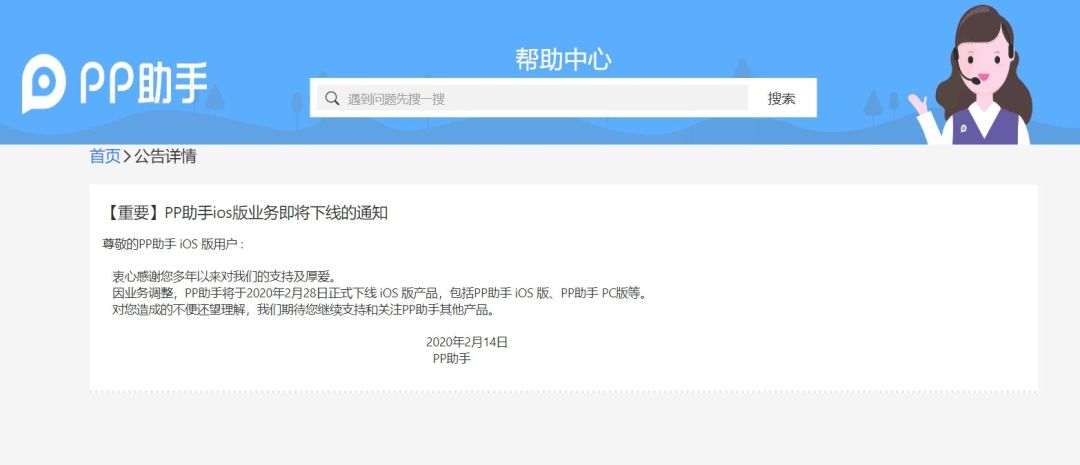 PP助手
帮助中心
遇到问题先搜一搜
搜索
首页>公告详情
【重要】PP助手ios版业务即将下线的通知
尊敬的PP助手 iOS 版用户：
衷心感谢您多年以来对我们的支持及厚爱。
因业务调整，PP助手将于2020年2月28日正式下线 iOS 版产品，包括PP助手 iOS 版、PP助手 PC版等。
对您造成的不便还望理解，我们期待您继续支持和关注PP助手其他产品。
2020年2月14日
PP助手